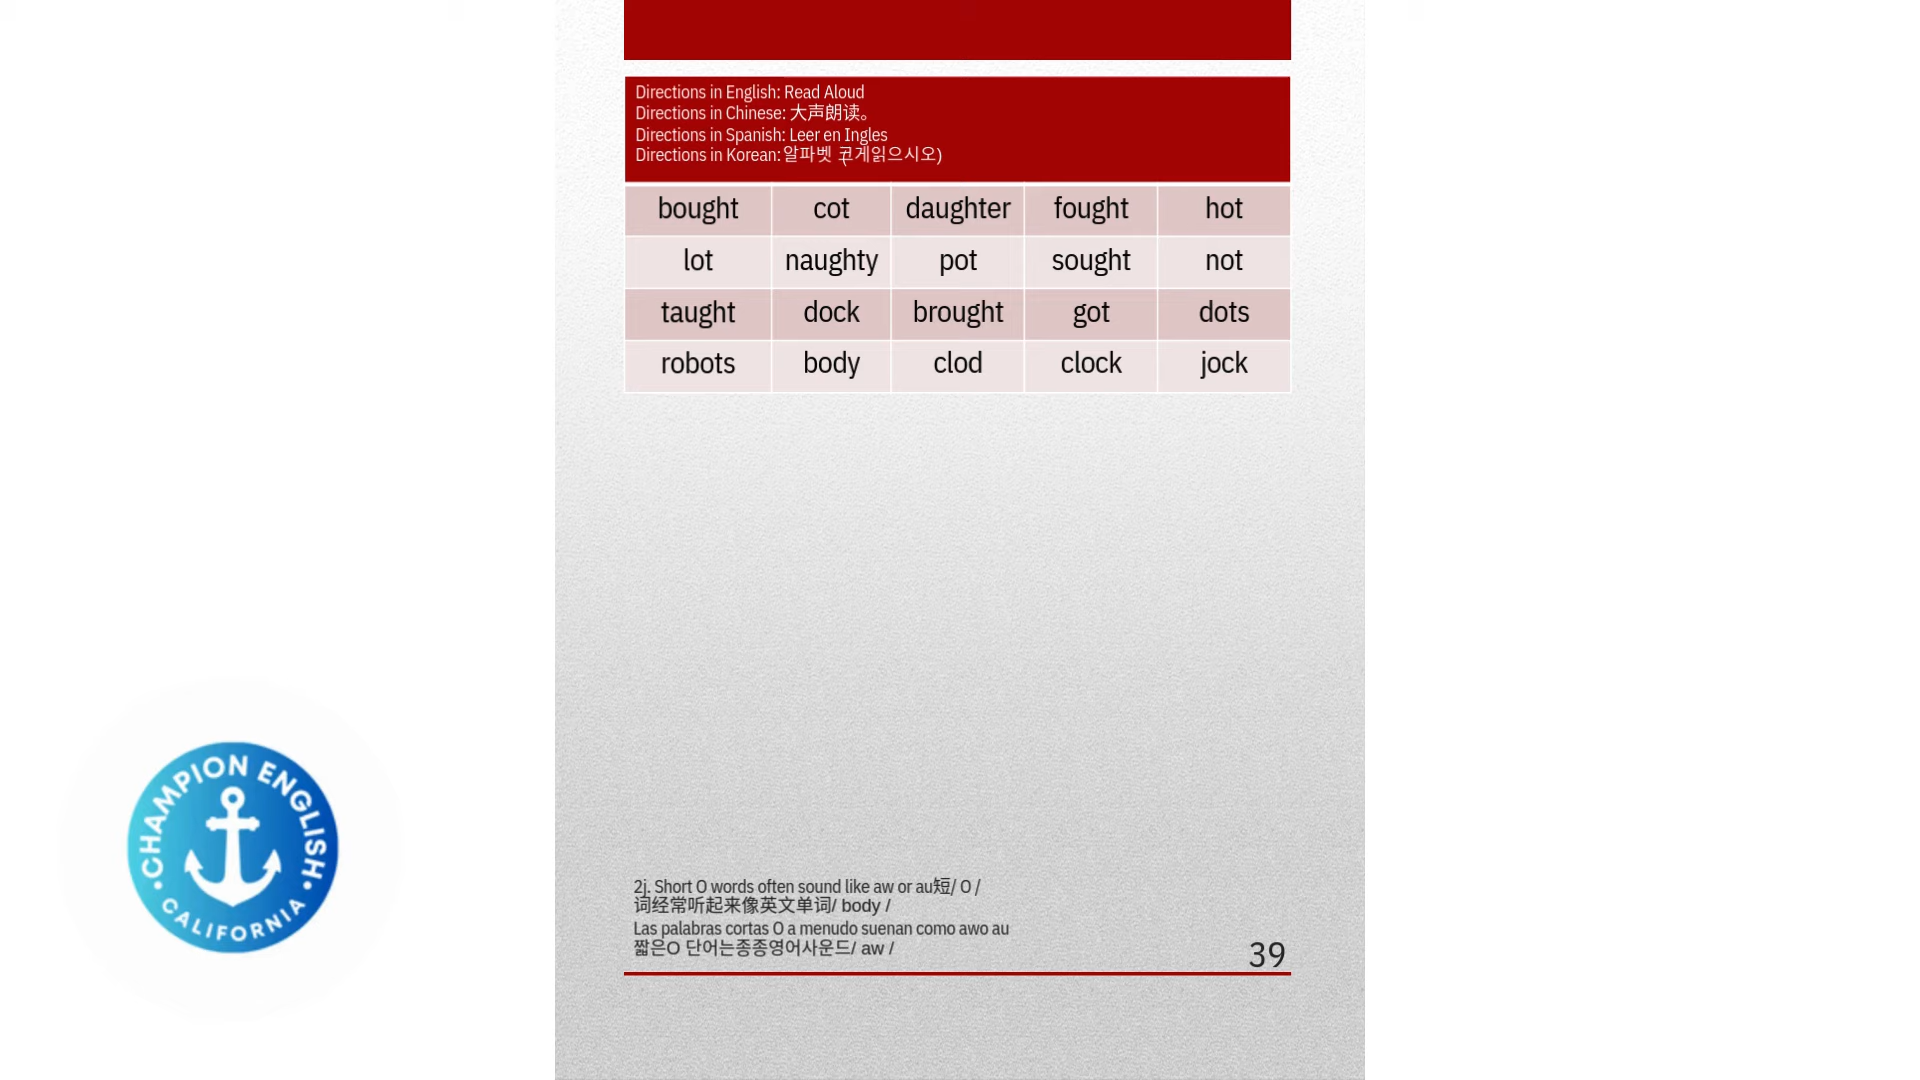 Directions in English: Read Aloud
Directions in Chinese: 大声朗读。
Directions in Spanish: Leer en Ingles
Directions in Korean: 알파벳 크게읽으시오)
bought cot daughter fought hot
lot naughty pot sought not
taught dock brought got dots
robots body clod clock jock
2j. Short O words often sound like aw or au短/ O /
词经常听起来像英文单词/ body /
Las palabras cortas O a menudo suenan como awo au
짧은O 단어는종종영어사운드/ aw /
39
CHAMPION ENGLISH
CALIFORNIA